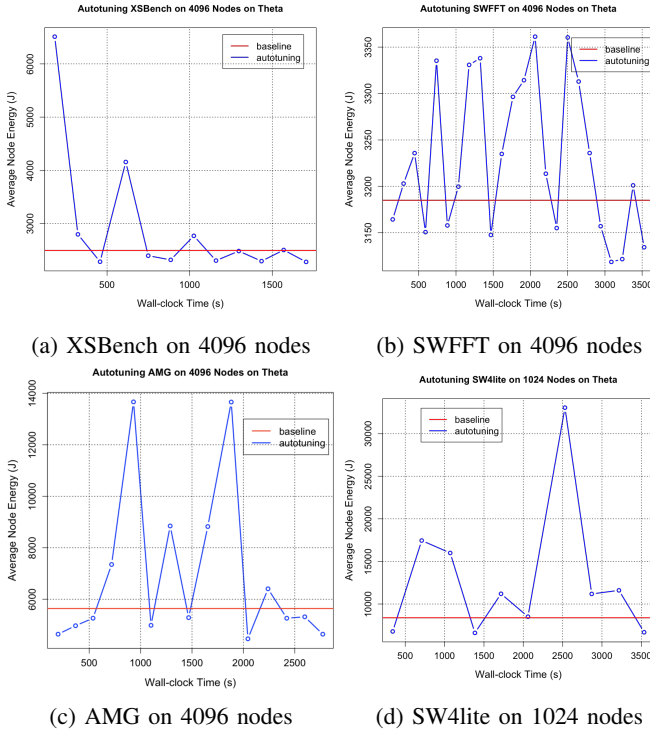 Autotuning XSBench on 4096 Nodes on Theta
baseline
autotuning
Average Node Energy (J)
6000
5000
4000
3000
500
1000
1500
Wall-clock Time (s)
(a) XSBench on 4096 nodes
Autotuning SWFFT on 4096 Nodes on Theta
baseline
autotuning
Average Node Energy (J)
3350
3300
3250
3200
3150
0
500
1000
1500
2000
2500
3000
3500
Wall-clock Time (s)
(b) SWFFT on 4096 nodes
Autotuning AMG on 4096 Nodes on Theta
baseline
autotuning
Average Node Energy (J)
14000
12000
10000
8000
6000
500
1000
1500
2000
2500
Wall-clock Time (s)
(c) AMG on 4096 nodes
Autotuning SW4lite on 1024 Nodes on Theta
baseline
autotuning
Average Nodee Energy (J)
30000
25000
20000
15000
10000
500
1000
1500
2000
2500
3000
3500
Wall-clock Time (s)
(d) SW4lite on 1024 nodes